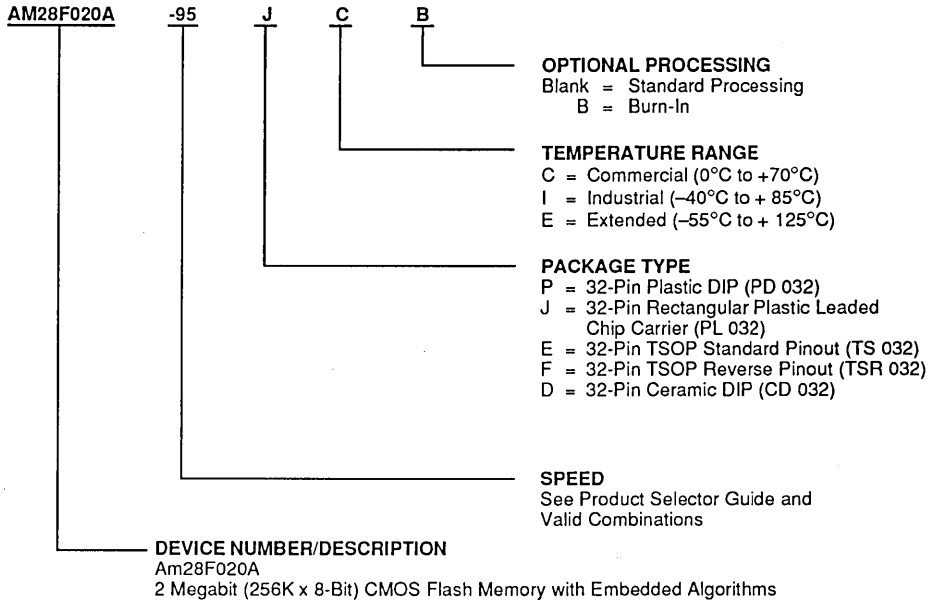 AM28F020A -95 J C B
OPTIONAL PROCESSING
Blank = Standard Processing
B = Burn-In
TEMPERATURE RANGE
C = Commercial (0°C to +70°C)
I = Industrial (–40°C to + 85°C)
E = Extended (–55°C to + 125°C)
PACKAGE TYPE
P = 32-Pin Plastic DIP (PD 032)
J = 32-Pin Rectangular Plastic Leaded
Chip Carrier (PL 032)
E = 32-Pin TSOP Standard Pinout (TS 032)
F = 32-Pin TSOP Reverse Pinout (TSR 032)
D = 32-Pin Ceramic DIP (CD 032)
SPEED
See Product Selector Guide and
Valid Combinations
DEVICE NUMBER/DESCRIPTION
Am28F020A
2 Megabit (256K x 8-Bit) CMOS Flash Memory with Embedded Algorithms